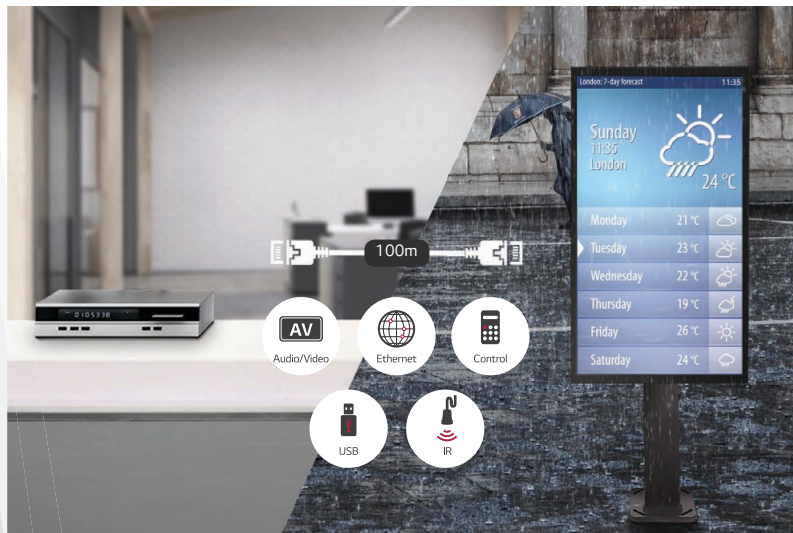 London: 7-day forecast 11:35
Sunday
11:35
London
24 °C
Monday 21 °C
Tuesday 23 °C
Wednesday 22 °C
Thursday 19 °C
Friday 26 °C
Saturday 24 °C
100m
0105338
AV
Audio/Video
Ethernet
Control
USB
IR